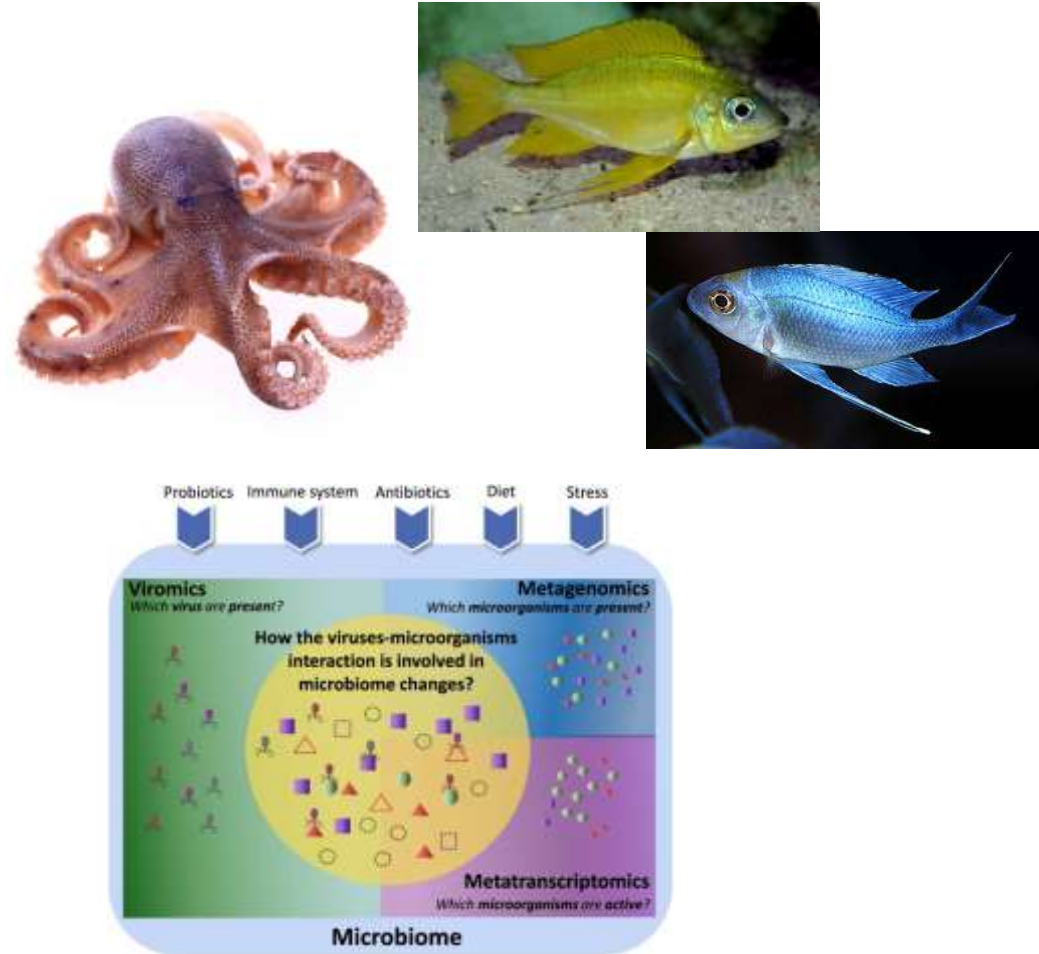 Probiotics Immune system Antibiotics Diet Stress
Viromics
Which virus are present?
Metagenomics
Which microorganisms are present?
How the viruses-microorganisms
interaction is involved in
microbiome changes?
Metatranscriptomics
Which microorganisms are active?
Microbiome